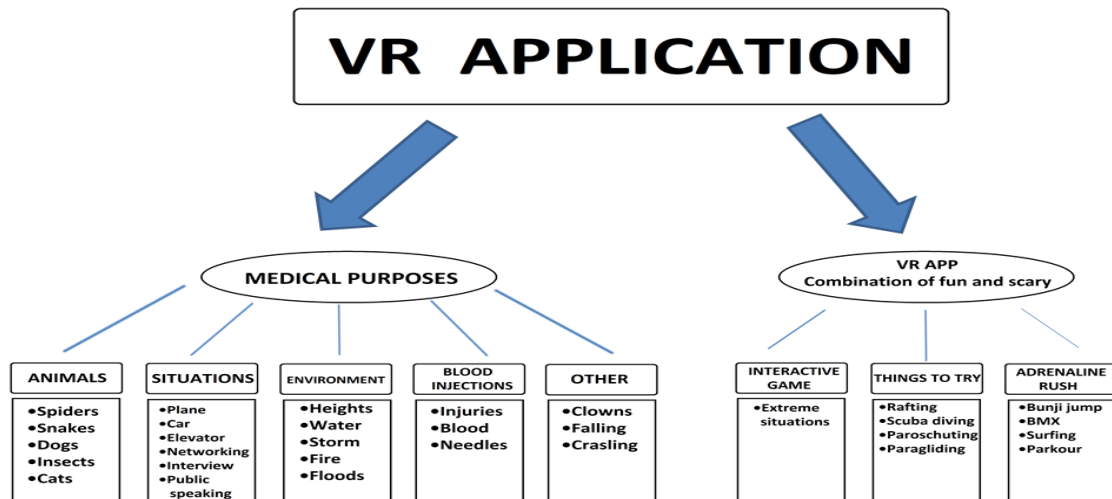 VR APPLICATION
MEDICAL PURPOSES
VR APP
Combination of fun and scary
ANIMALS
•Spiders
•Snakes
•Dogs
•Insects
•Cats
SITUATIONS
•Plane
•Car
•Elevator
•Networking
•Interview
•Public
speaking
ENVIRONMENT
•Heights
•Water
•Storm
•Fire
•Floods
BLOOD
INJECTIONS
•Injuries
•Blood
•Needles
OTHER
•Clowns
•Falling
•Crasling
INTERACTIVE
GAME
•Extreme
situations
THINGS TO TRY
•Rafting
•Scuba diving
•Paroschuting
•Paragliding
ADRENALINE
RUSH
•Bunji jump
•BMX
•Surfing
•Parkour